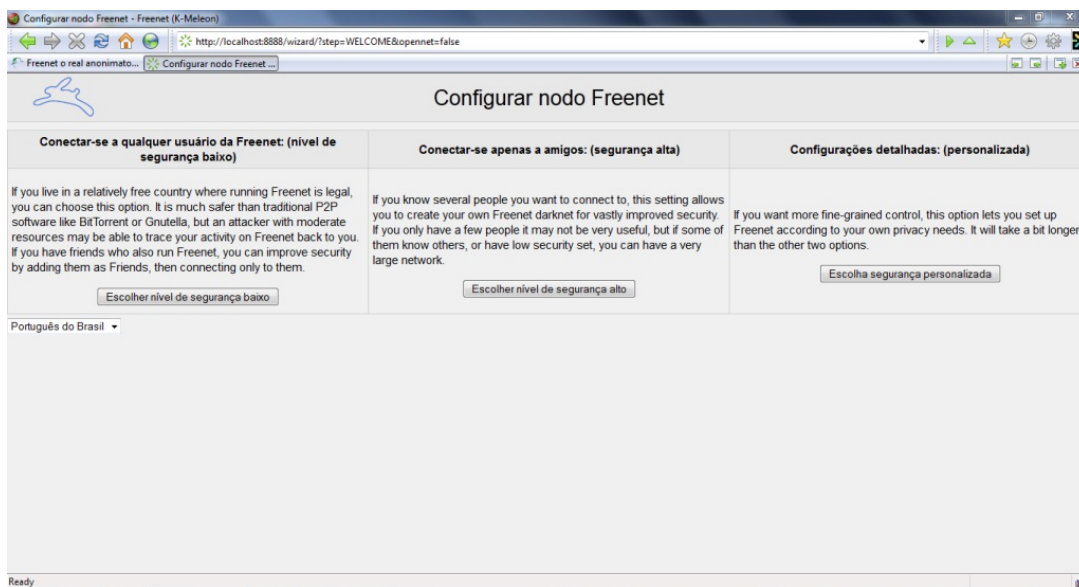 Configurar nodo Freenet - Freenet (K-Meleon)
http://localhost:8888/wizard/?step=WELCOME&opennet=false
Freenet o real anonimato...
Configurar nodo Freenet ...
Configurar nodo Freenet
Conectar-se a qualquer usuário da Freenet: (nível de
segurança baixo)
If you live in a relatively free country where running Freenet is legal,
you can choose this option. It is much safer than traditional P2P
software like BitTorrent or Gnutella, but an attacker with moderate
resources may be able to trace your activity on Freenet back to you.
If you have friends who also run Freenet, you can improve security
by adding them as Friends, then connecting only to them.
Escolher nível de segurança baixo
Conectar-se apenas a amigos: (segurança alta)
If you know several people you want to connect to, this setting allows
you to create your own Freenet darknet for vastly improved security.
If you only have a few people it may not be very useful, but if some of
them know others, or have low security set, you can have a very
large network.
Escolher nível de segurança alto
Configurações detalhadas: (personalizada)
If you want more fine-grained control, this option lets you set up
Freenet according to your own privacy needs. It will take a bit longer
than the other two options.
Escolha segurança personalizada
Português do Brasil
Ready